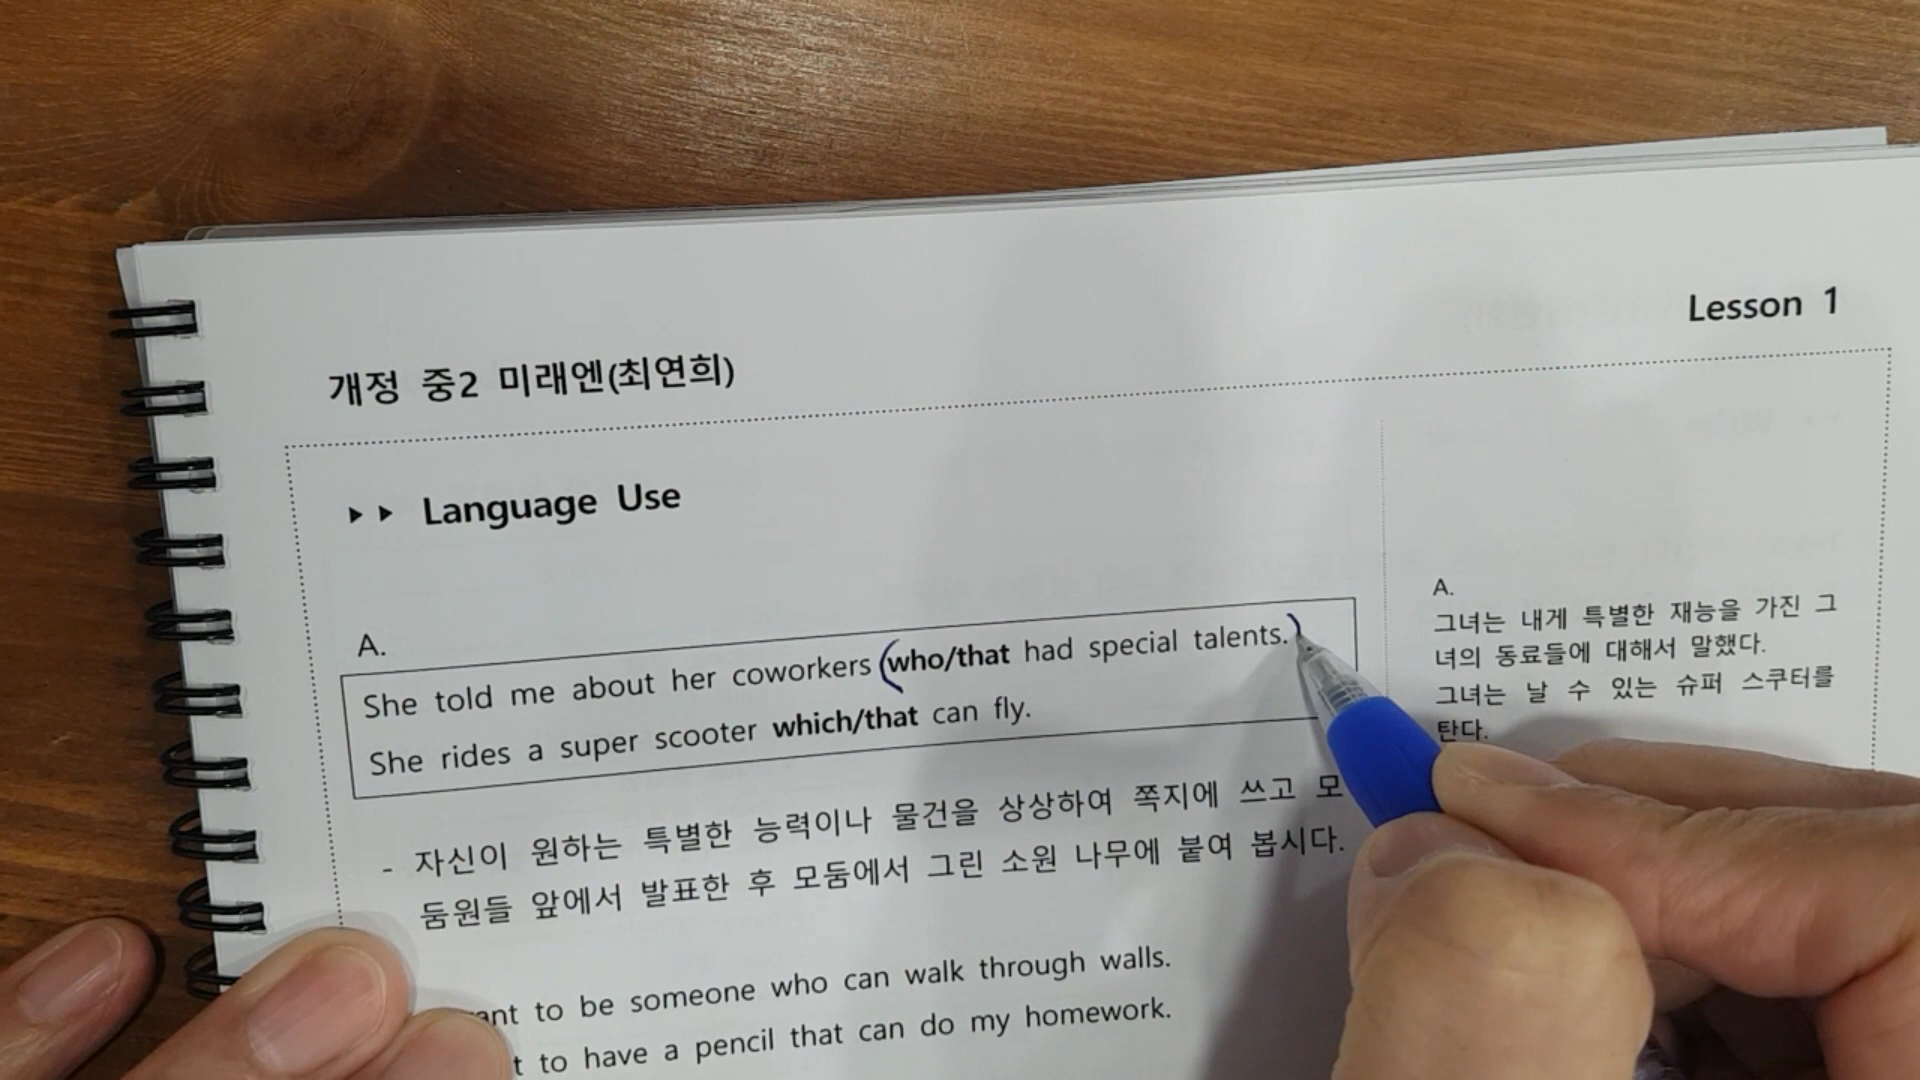 Lesson 1
개정 중2 미래엔(최연희)
▸▸ Language Use
A.
She told me about her coworkers (who/that had special talents.)
She rides a super scooter which/that can fly.
- 자신이 원하는 특별한 능력이나 물건을 상상하여 쪽지에 쓰고 모
둠원들 앞에서 발표한 후 모둠에서 그린 소원 나무에 붙여 봅시다.
to be someone who can walk through walls.
to have a pencil that can do my homework.
A.
그녀는 내게 특별한 재능을 가진 그
녀의 동료들에 대해서 말했다.
그녀는 날 수 있는 슈퍼 스쿠터를
탄다.